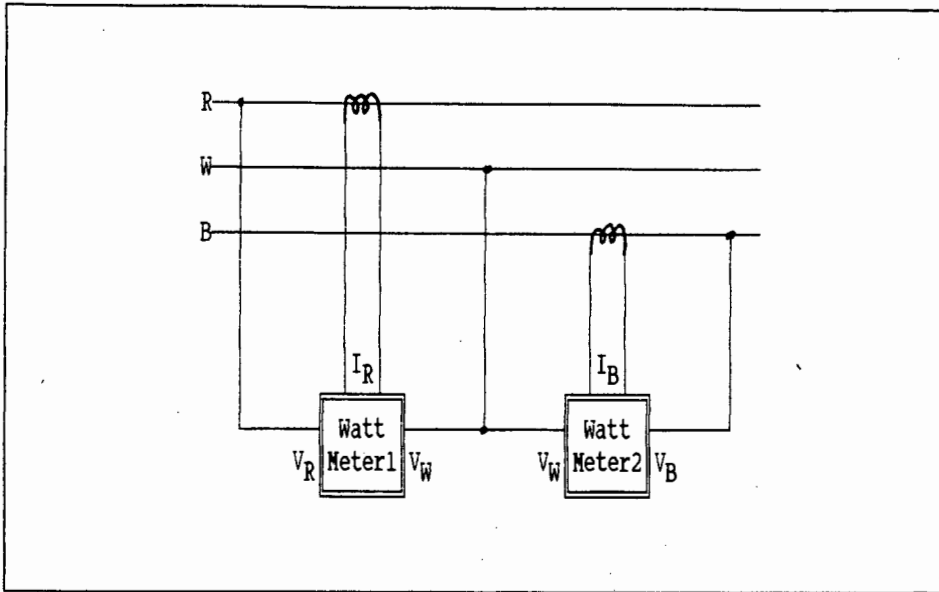 R
W
B
I_R
I_B
Watt
Meter1
Watt
Meter2
V_R
V_W
V_W
V_B